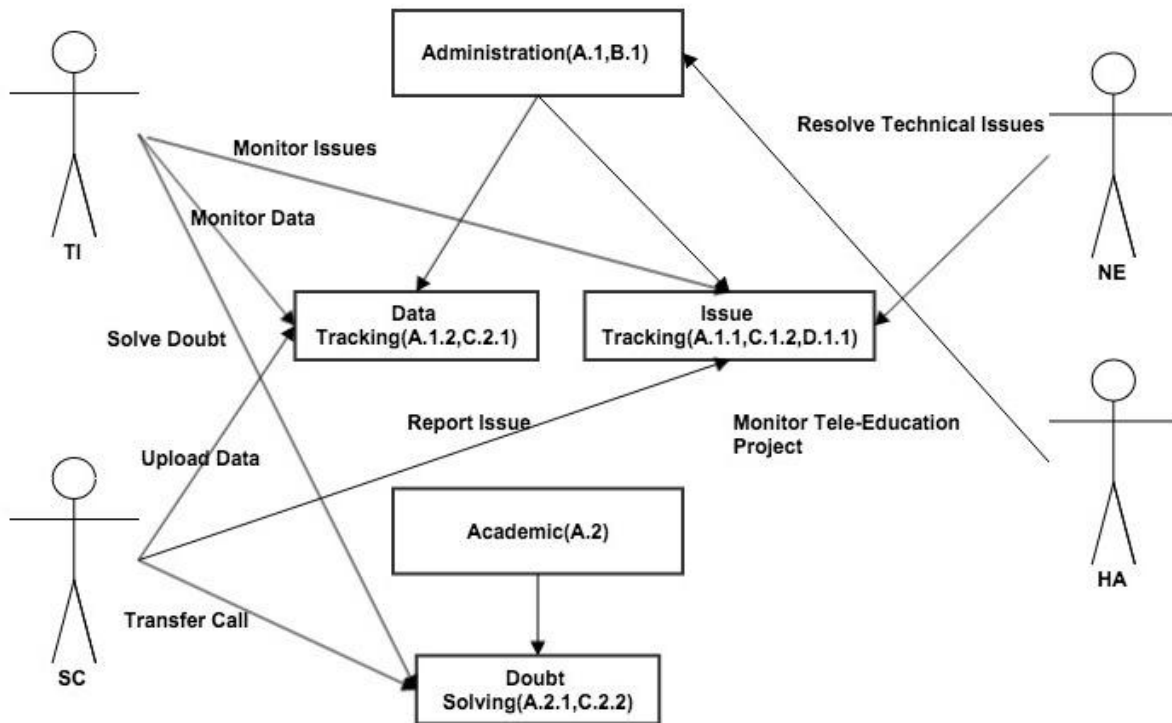 Administration(A.1,B.1)
Resolve Technical Issues
Monitor Issues
Monitor Data
TI
NE
Data
Tracking(A.1.2,C.2.1)
Issue
Tracking(A.1.1,C.1.2,D.1.1)
Solve Doubt
Report Issue
Monitor Tele-Education
Project
Upload Data
Academic(A.2)
HA
Transfer Call
SC
Doubt
Solving(A.2.1,C.2.2)